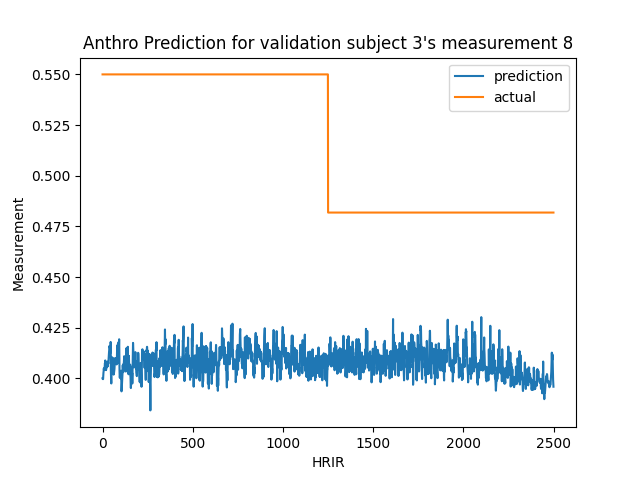 Anthro Prediction for validation subject 3's measurement 8
prediction
actual
0.550
0.525
0.500
0.475
0.450
0.425
0.400
Measurement
0
500
1000
1500
2000
2500
HRIR